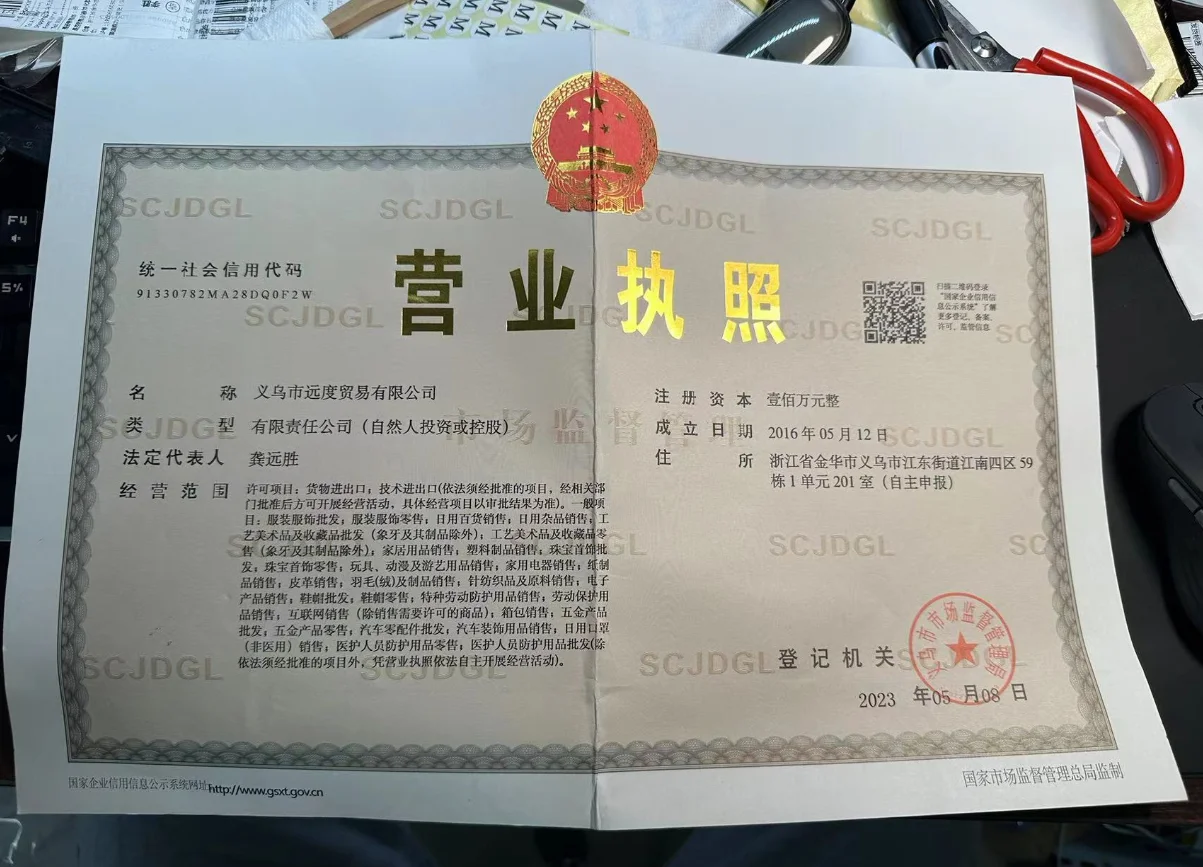 营业执照
统一社会信用代码
91330782MA28DQ0F2W
扫描二维码登录
“国家企业信用信
息公示系统”了解
更多登记、备案、
许可、监管信息
名 称 义乌市远度贸易有限公司
类 型 有限责任公司（自然人投资或控股）
法定代表人 龚远胜
经营范围 许可项目：货物进出口；技术进出口(依法须经批准的项目，经相关部
门批准后方可开展经营活动，具体经营项目以审批结果为准)。一般项
目：服装服饰批发；服装服饰零售；日用百货销售；日用杂品销售；工
艺美术品及收藏品批发（象牙及其制品除外）；工艺美术品及收藏品零
售（象牙及其制品除外）；家居用品销售；塑料制品销售；珠宝首饰批
发；珠宝首饰零售；玩具、动漫及游艺用品销售；家用电器销售；纸制
品销售；皮革销售，羽毛(绒)及制品销售；针纺织品及原料销售；电子
产品销售；鞋帽批发；鞋帽零售；特种劳动防护用品销售；劳动保护用
品销售；互联网销售（除销售需要许可的商品）；箱包销售；五金产品
批发；五金产品零售；汽车零配件批发；汽车装饰用品销售；日用口罩
（非医用）销售；医护人员防护用品零售；医护人员防护用品批发(除
依法须经批准的项目外，凭营业执照依法自主开展经营活动)。
注册资本 壹佰万元整
成立日期 2016年05月12日
住 所 浙江省金华市义乌市江东街道江南四区59
栋1单元201室（自主申报）
登记机关
义乌市市场监督管理局
2023 年05 月08 日
国家企业信用信息公示系统网址http://www.gsxt.gov.cn
国家市场监督管理总局监制
SCJDGL
市场监督管理
F4
5%